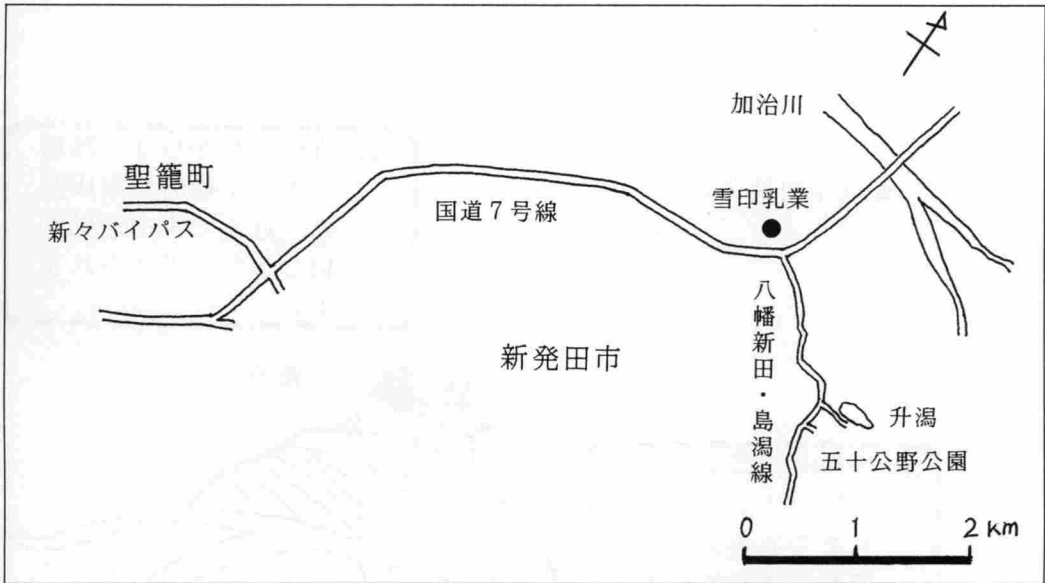 加治川
聖籠町
雪印乳業
国道7号線
新々バイパス
八幡新田・島潟線
新発田市
升潟
五十公野公園
0 1 2 km